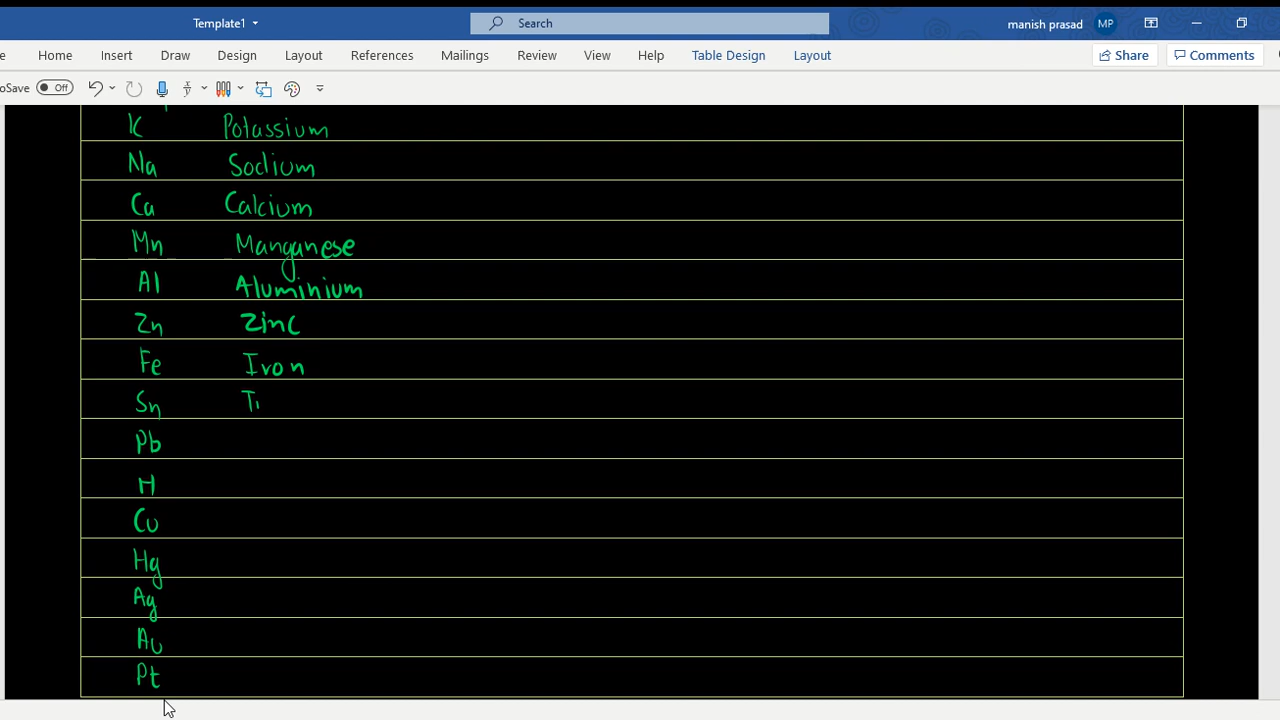 Template1
Search
manish prasad
MP
Home Insert Draw Design Layout References Mailings Review View Help Table Design Layout
Share
Comments
oSave Off
K Potassium
Na Sodium
Ca Calcium
Mn Manganese
Al Aluminium
Zn Zinc
Fe Iron
Sn Ti
Pb
H
Cu
Hg
Ag
Au
Pt